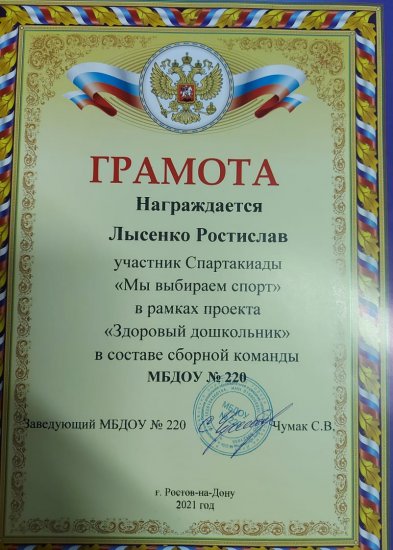 ГРАМОТА
Награждается
Лысенко Ростислав
участник Спартакиады
«Мы выбираем спорт»
в рамках проекта
«Здоровый дошкольник»
в составе сборной команды
МБДОУ № 220
Заведующий МБДОУ № 220 Чумак С.В.
МБДОУ
г. Ростов-на-Дону
2021 год